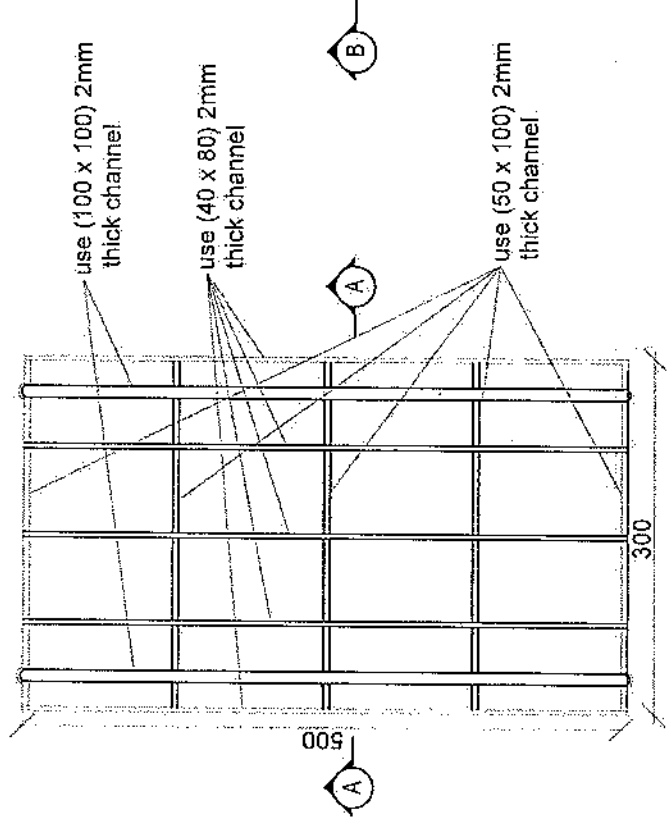 use (100 x 100) 2mm
thick channel
use (40 x 80) 2mm
thick channel
use (50 x 100) 2mm
thick channel
B
A
A
500
300